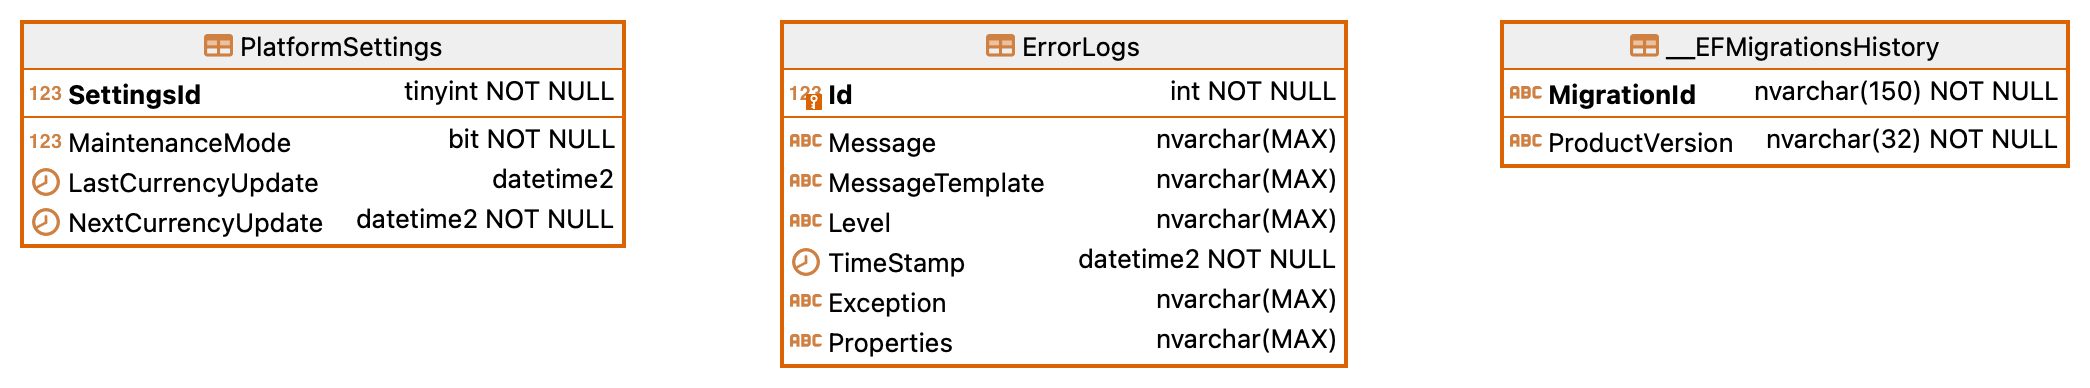 PlatformSettings
123 SettingsId tinyint NOT NULL
123 MaintenanceMode bit NOT NULL
LastCurrencyUpdate datetime2
NextCurrencyUpdate datetime2 NOT NULL
ErrorLogs
123 Id int NOT NULL
ABC Message nvarchar(MAX)
ABC MessageTemplate nvarchar(MAX)
ABC Level nvarchar(MAX)
TimeStamp datetime2 NOT NULL
ABC Exception nvarchar(MAX)
ABC Properties nvarchar(MAX)
__EFMigrationsHistory
ABC MigrationId nvarchar(150) NOT NULL
ABC ProductVersion nvarchar(32) NOT NULL